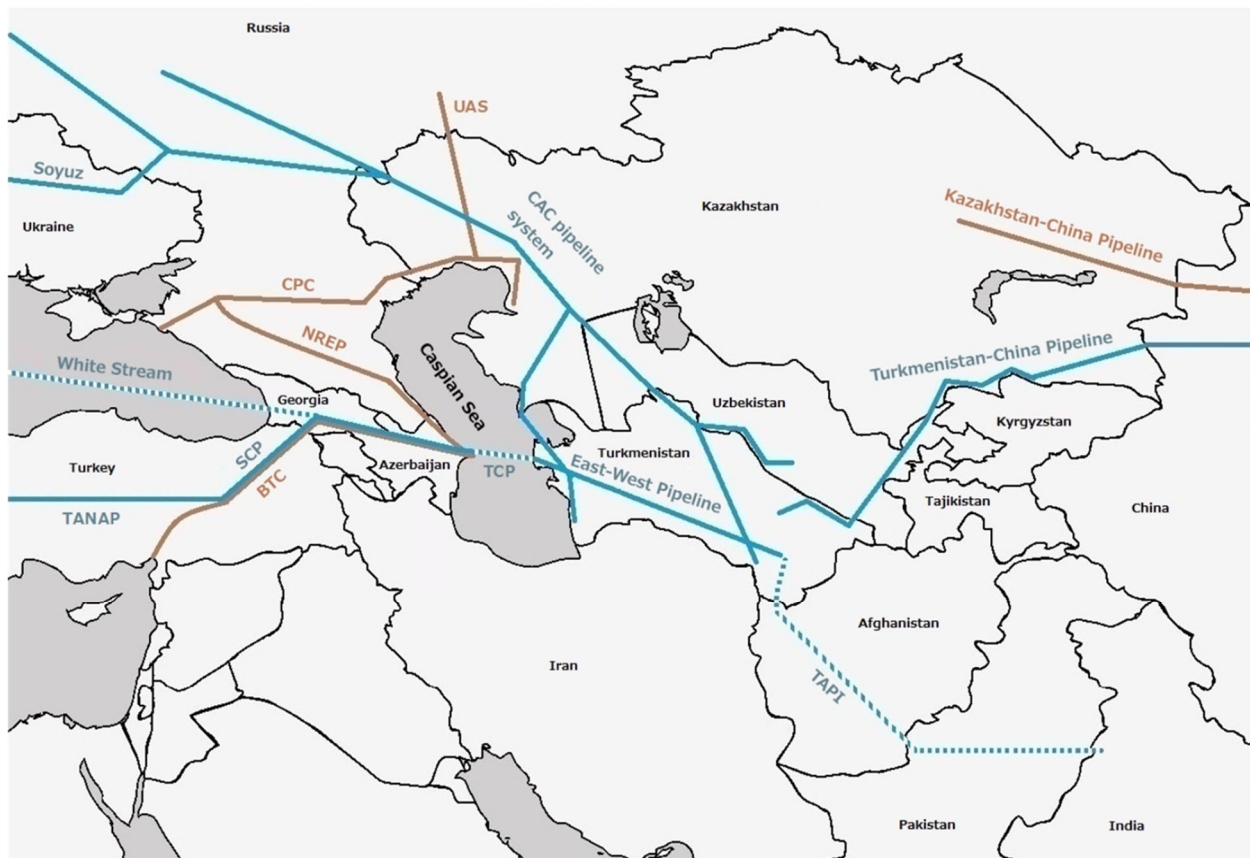 Russia
UAS
Soyuz
Ukraine
CAC pipeline
system
Kazakhstan
Kazakhstan-China Pipeline
CPC
NREP
Caspian Sea
White Stream
Georgia
Turkmenistan-China Pipeline
Uzbekistan
Kyrgyzstan
Turkey
SCP
BTC
Azerbaijan
TCP
Turkmenistan
East-West Pipeline
Tajikistan
China
TANAP
Afghanistan
Iran
TAPI
Pakistan
India